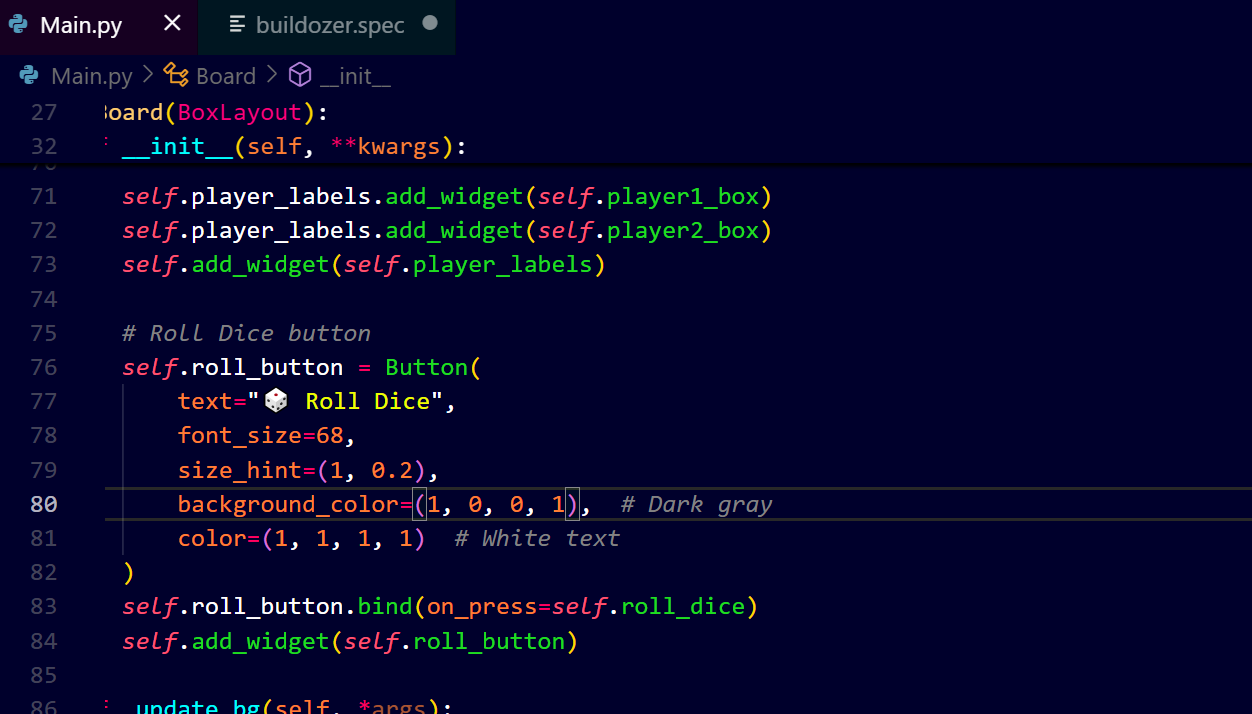 Main.py × buildozer.spec
Main.py > Board > __init__
27 Board(BoxLayout):
32 __init__(self, **kwargs):
71 self.player_labels.add_widget(self.player1_box)
72 self.player_labels.add_widget(self.player2_box)
73 self.add_widget(self.player_labels)
74
75 # Roll Dice button
76 self.roll_button = Button(
77 text="🎲 Roll Dice",
78 font_size=68,
79 size_hint=(1, 0.2),
80 background_color=(1, 0, 0, 1), # Dark gray
81 color=(1, 1, 1, 1) # White text
82 )
83 self.roll_button.bind(on_press=self.roll_dice)
84 self.add_widget(self.roll_button)
85
86 _update_bg(self, *args):